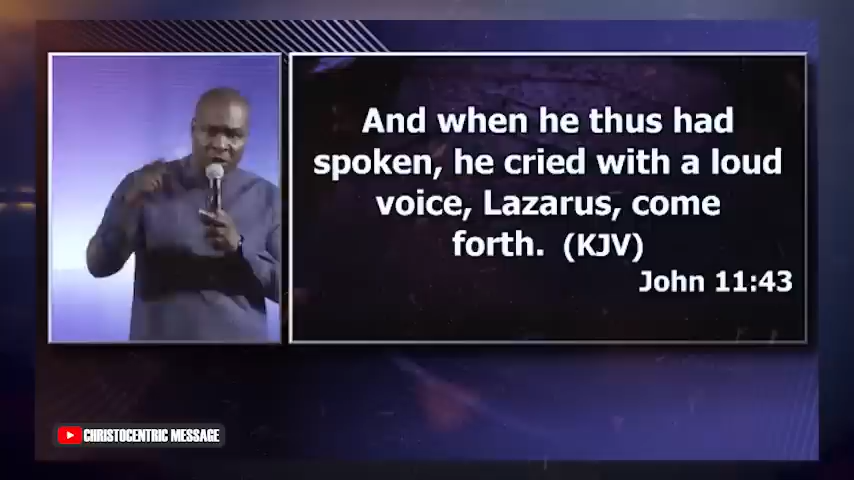 And when he thus had
spoken, he cried with a loud
voice, Lazarus, come
forth. (KJV)
John 11:43
CHRISTOCENTRIC MESSAGE